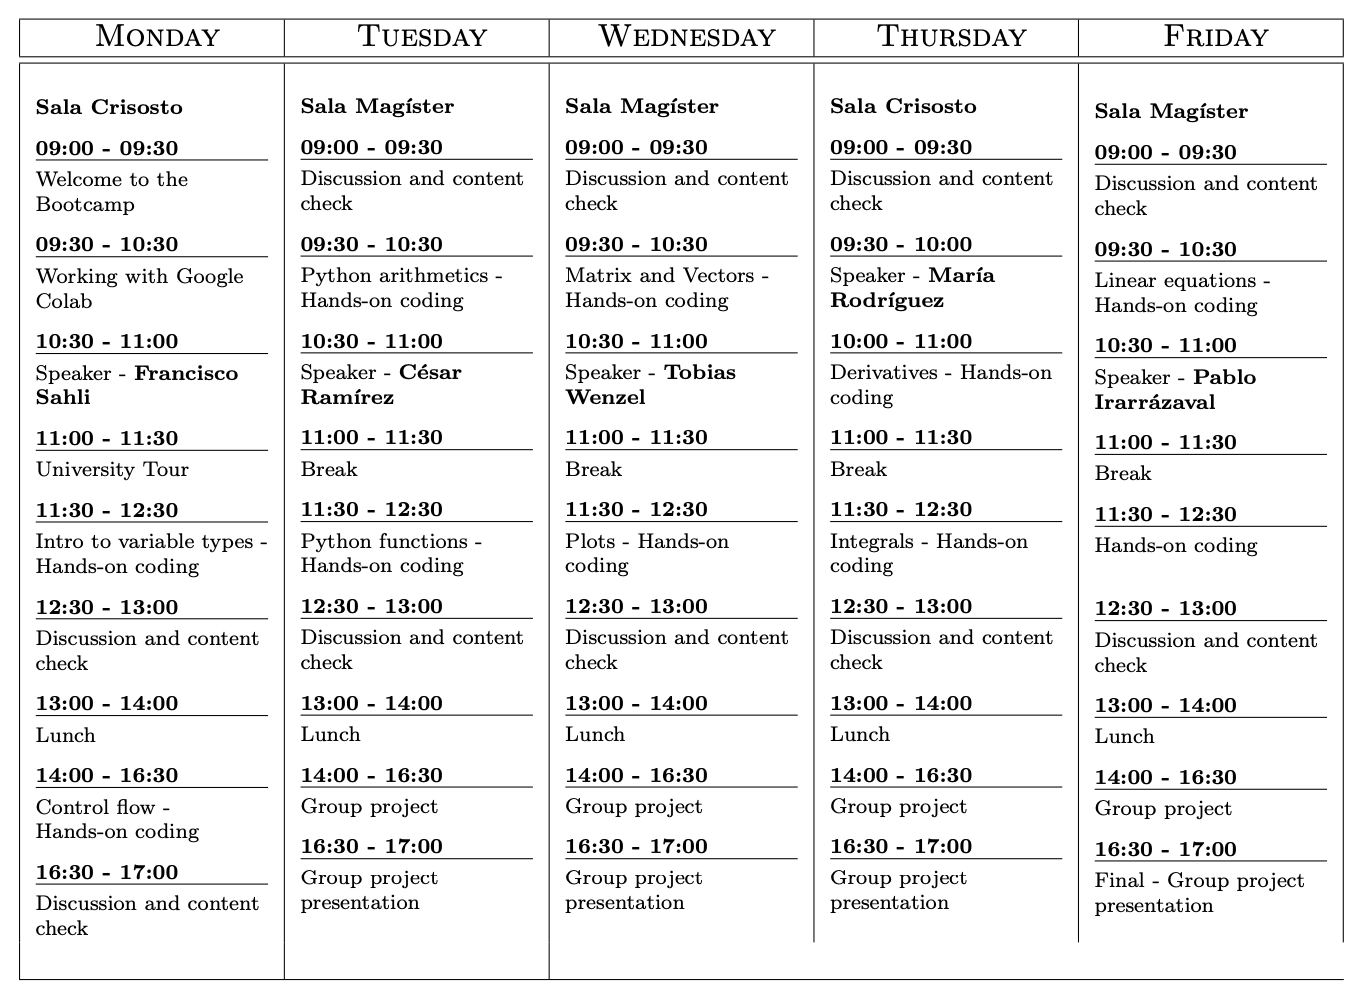 MONDAY
TUESDAY
WEDNESDAY
THURSDAY
FRIDAY
Sala Crisosto
09:00 - 09:30
Welcome to the
Bootcamp
09:30 - 10:30
Working with Google
Colab
10:30 - 11:00
Speaker - Francisco
Sahli
11:00 - 11:30
University Tour
11:30 - 12:30
Intro to variable types -
Hands-on coding
12:30 - 13:00
Discussion and content
check
13:00 - 14:00
Lunch
14:00 - 16:30
Control flow -
Hands-on coding
16:30 - 17:00
Discussion and content
check
Sala Magíster
09:00 - 09:30
Discussion and content
check
09:30 - 10:30
Python arithmetics -
Hands-on coding
10:30 - 11:00
Speaker - César
Ramírez
11:00 - 11:30
Break
11:30 - 12:30
Python functions -
Hands-on coding
12:30 - 13:00
Discussion and content
check
13:00 - 14:00
Lunch
14:00 - 16:30
Group project
16:30 - 17:00
Group project
presentation
Sala Magíster
09:00 - 09:30
Discussion and content
check
09:30 - 10:30
Matrix and Vectors -
Hands-on coding
10:30 - 11:00
Speaker - Tobias
Wenzel
11:00 - 11:30
Break
11:30 - 12:30
Plots - Hands-on
coding
12:30 - 13:00
Discussion and content
check
13:00 - 14:00
Lunch
14:00 - 16:30
Group project
16:30 - 17:00
Group project
presentation
Sala Crisosto
09:00 - 09:30
Discussion and content
check
09:30 - 10:00
Speaker - María
Rodríguez
10:00 - 11:00
Derivatives - Hands-on
coding
11:00 - 11:30
Break
11:30 - 12:30
Integrals - Hands-on
coding
12:30 - 13:00
Discussion and content
check
13:00 - 14:00
Lunch
14:00 - 16:30
Group project
16:30 - 17:00
Group project
presentation
Sala Magíster
09:00 - 09:30
Discussion and content
check
09:30 - 10:30
Linear equations -
Hands-on coding
10:30 - 11:00
Speaker - Pablo
Irarrázaval
11:00 - 11:30
Break
11:30 - 12:30
Hands-on coding
12:30 - 13:00
Discussion and content
check
13:00 - 14:00
Lunch
14:00 - 16:30
Group project
16:30 - 17:00
Final - Group project
presentation